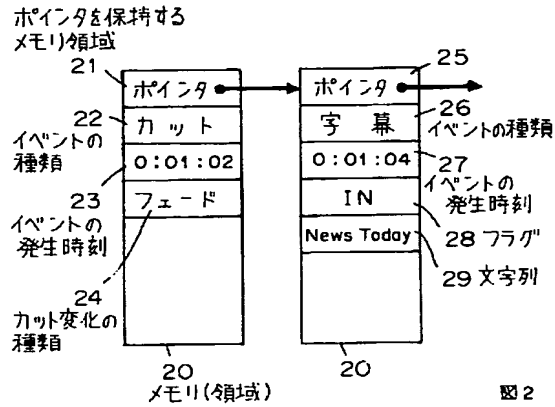 ポインタを保持する
メモリ領域
21
ポインタ
22
カット
イベントの
種類
23
0:01:02
イベントの
発生時刻
フェード
24
カット変化の
種類
20
メモリ(領域)
25
ポインタ
26
字幕
イベントの種類
0:01:04
27
イベントの
発生時刻
IN
28 フラグ
News Today
29 文字列
20
図2